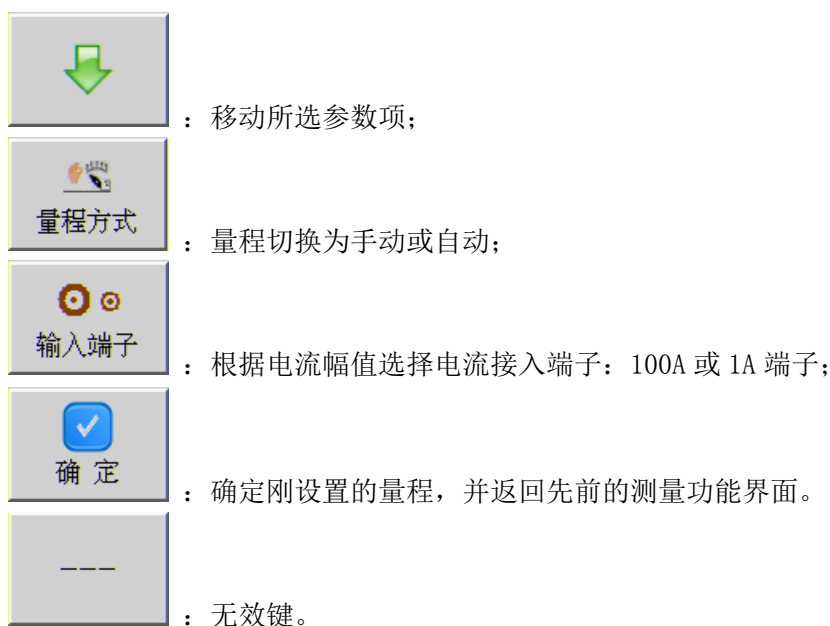 ：移动所选参数项；
量程方式
：量程切换为手动或自动；
输入端子
：根据电流幅值选择电流接入端子：100A 或 1A 端子；
确 定
：确定刚设置的量程，并返回先前的测量功能界面。
---
：无效键。